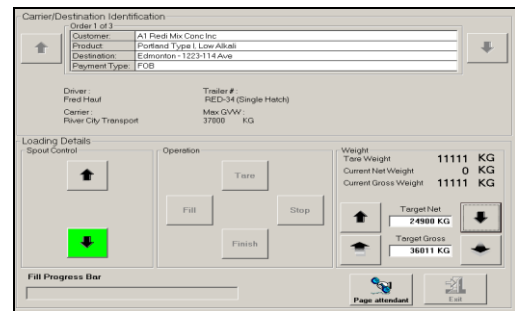 Carrier/Destination Identification
Order 1 of 3
Customer: A1 Redi Mix Conc Inc
Product: Portland Type I, Low Alkali
Destination: Edmonton - 1223-114 Ave
Payment Type: FOB
Driver : Trailer # :
Fred Haul RED-34 (Single Hatch)
Carrier : Max GVW :
River City Transport 37000 KG
Loading Details
Spout Control Operation Weight
Tare Weight 11111 KG
Current Net Weight 0 KG
Current Gross Weight 11111 KG
Tare
Fill Stop
Finish
Target Net
24900 KG
Target Gross
36011 KG
Fill Progress Bar
Page attendant Exit